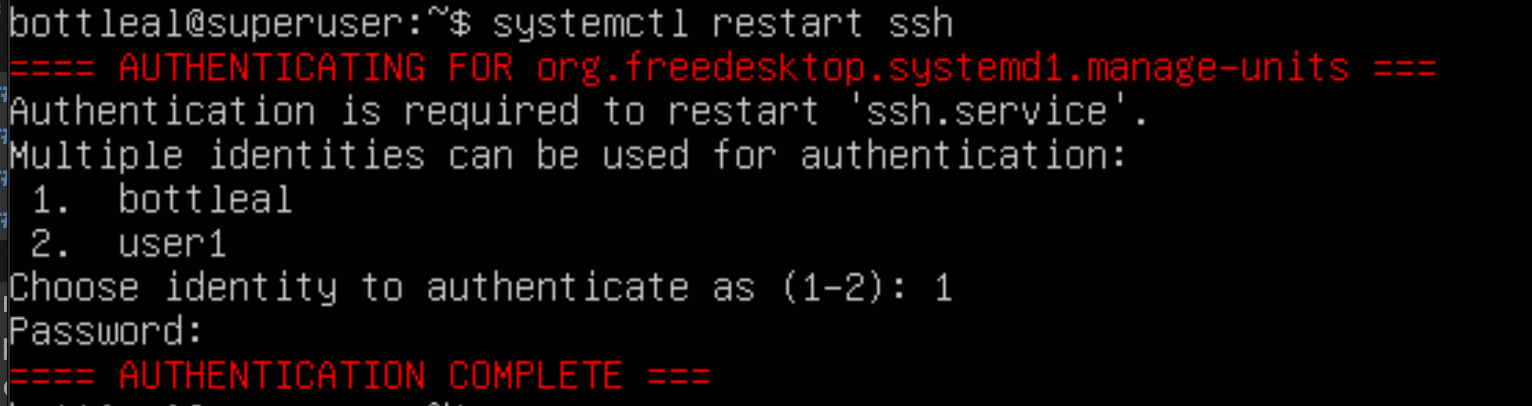 bottleal@superuser:~$ systemctl restart ssh
==== AUTHENTICATING FOR org.freedesktop.systemd1.manage-units ===
Authentication is required to restart 'ssh.service'.
Multiple identities can be used for authentication:
1. bottleal
2. user1
Choose identity to authenticate as (1-2): 1
Password:
==== AUTHENTICATION COMPLETE ===